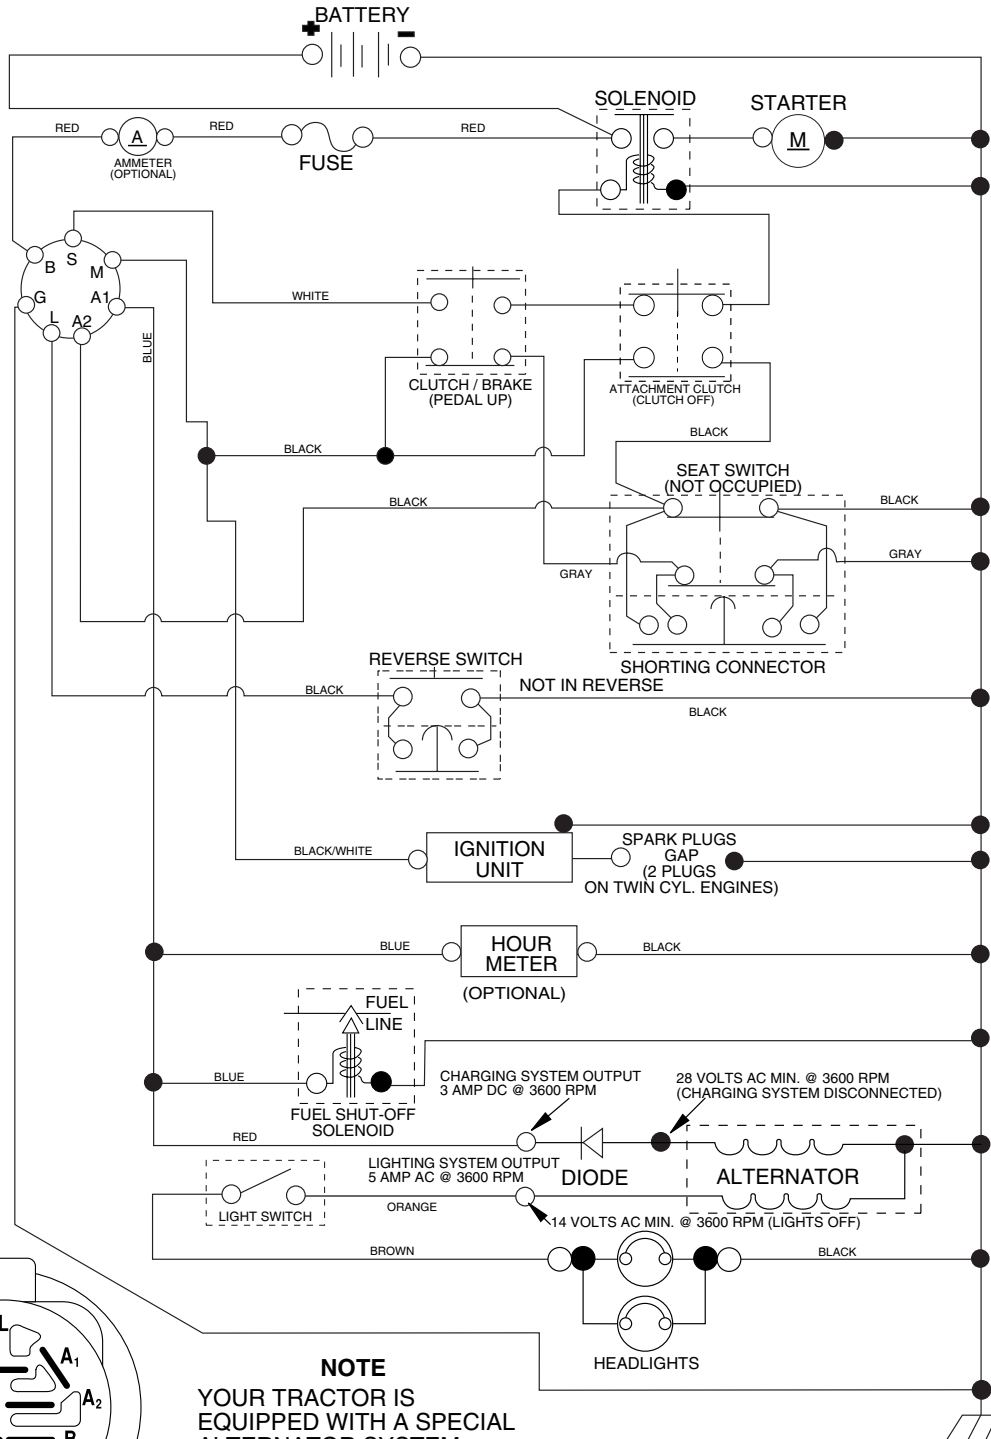 BATTERY
+ -
SOLENOID
STARTER
RED
A
RED
RED
M
AMMETER
(OPTIONAL)
FUSE
B
S
M
G
A1
L
A2
BLUE
WHITE
CLUTCH / BRAKE
(PEDAL UP)
ATTACHMENT CLUTCH
(CLUTCH OFF)
BLACK
BLACK
SEAT SWITCH
(NOT OCCUPIED)
BLACK
BLACK
GRAY
GRAY
SHORTING CONNECTOR
REVERSE SWITCH
NOT IN REVERSE
BLACK
BLACK
IGNITION
UNIT
BLACK/WHITE
SPARK PLUGS
GAP
(2 PLUGS
ON TWIN CYL. ENGINES)
BLUE
HOUR
METER
BLACK
(OPTIONAL)
FUEL
LINE
BLUE
FUEL SHUT-OFF
SOLENOID
CHARGING SYSTEM OUTPUT
3 AMP DC @ 3600 RPM
28 VOLTS AC MIN. @ 3600 RPM
(CHARGING SYSTEM DISCONNECTED)
RED
DIODE
ALTERNATOR
LIGHTING SYSTEM OUTPUT
5 AMP AC @ 3600 RPM
LIGHT SWITCH
ORANGE
14 VOLTS AC MIN. @ 3600 RPM (LIGHTS OFF)
BROWN
BLACK
HEADLIGHTS
L
A1
A2
B
NOTE
YOUR TRACTOR IS
EQUIPPED WITH A SPECIAL
ALTERNATOR SYSTEM